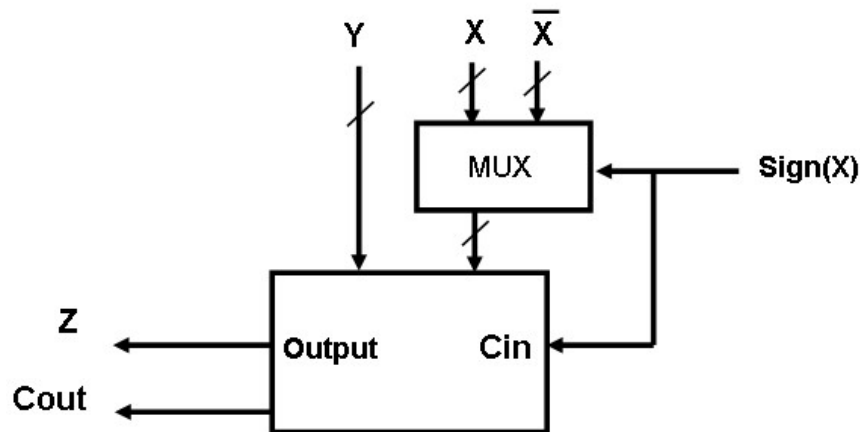 Y X X̅
MUX
Sign(X)
Z
Output
Cin
Cout